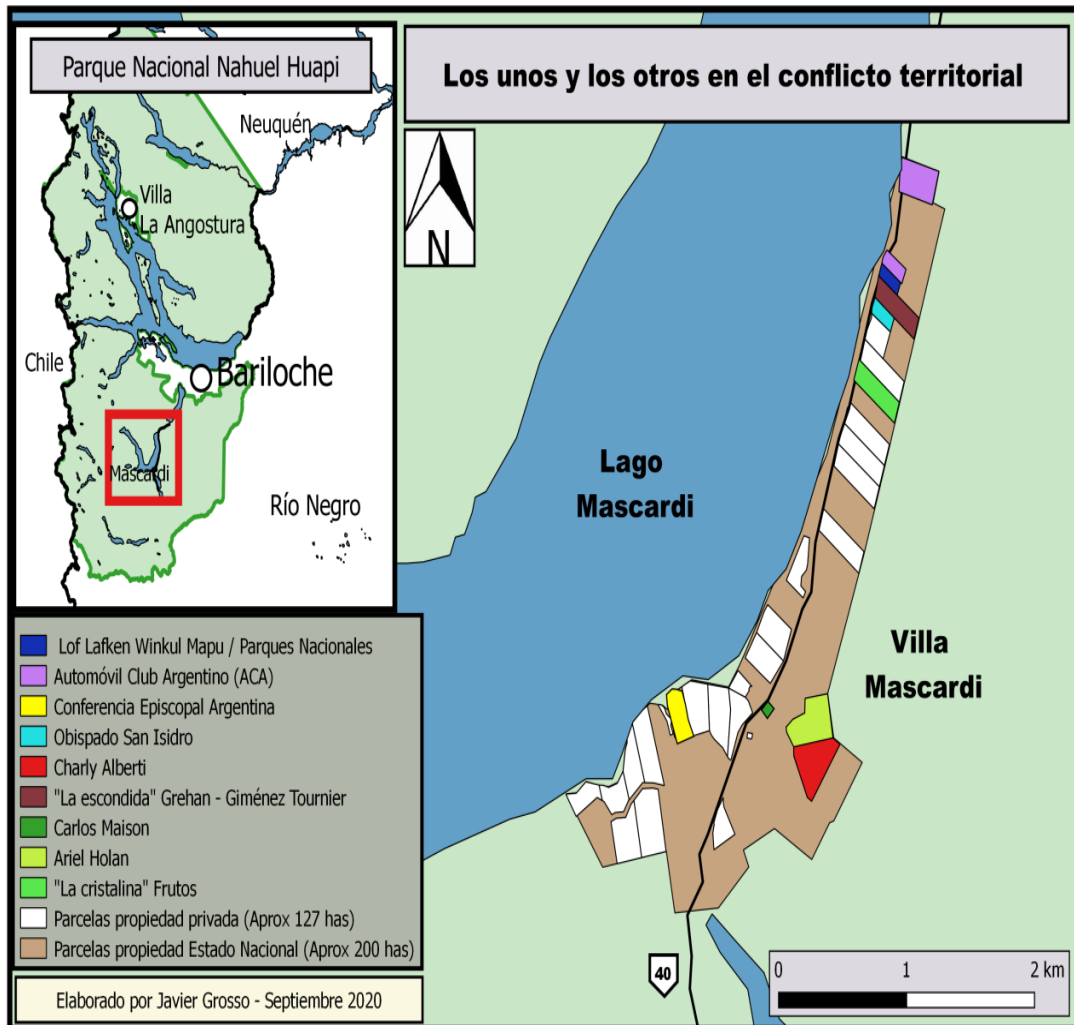 Parque Nacional Nahuel Huapi
Los unos y los otros en el conflicto territorial
Neuquén
N
Villa
La Angostura
Chile
Bariloche
Mascardi
Río Negro
Lago
Mascardi
Villa
Mascardi
Lof Lafken Winkul Mapu / Parques Nacionales
Automóvil Club Argentino (ACA)
Conferencia Episcopal Argentina
Obispado San Isidro
Charly Alberti
"La escondida" Grehan - Giménez Tournier
Carlos Maison
Ariel Holan
"La cristalina" Frutos
Parcelas propiedad privada (Aprox 127 has)
Parcelas propiedad Estado Nacional (Aprox 200 has)
40
0 1 2 km
Elaborado por Javier Grosso - Septiembre 2020